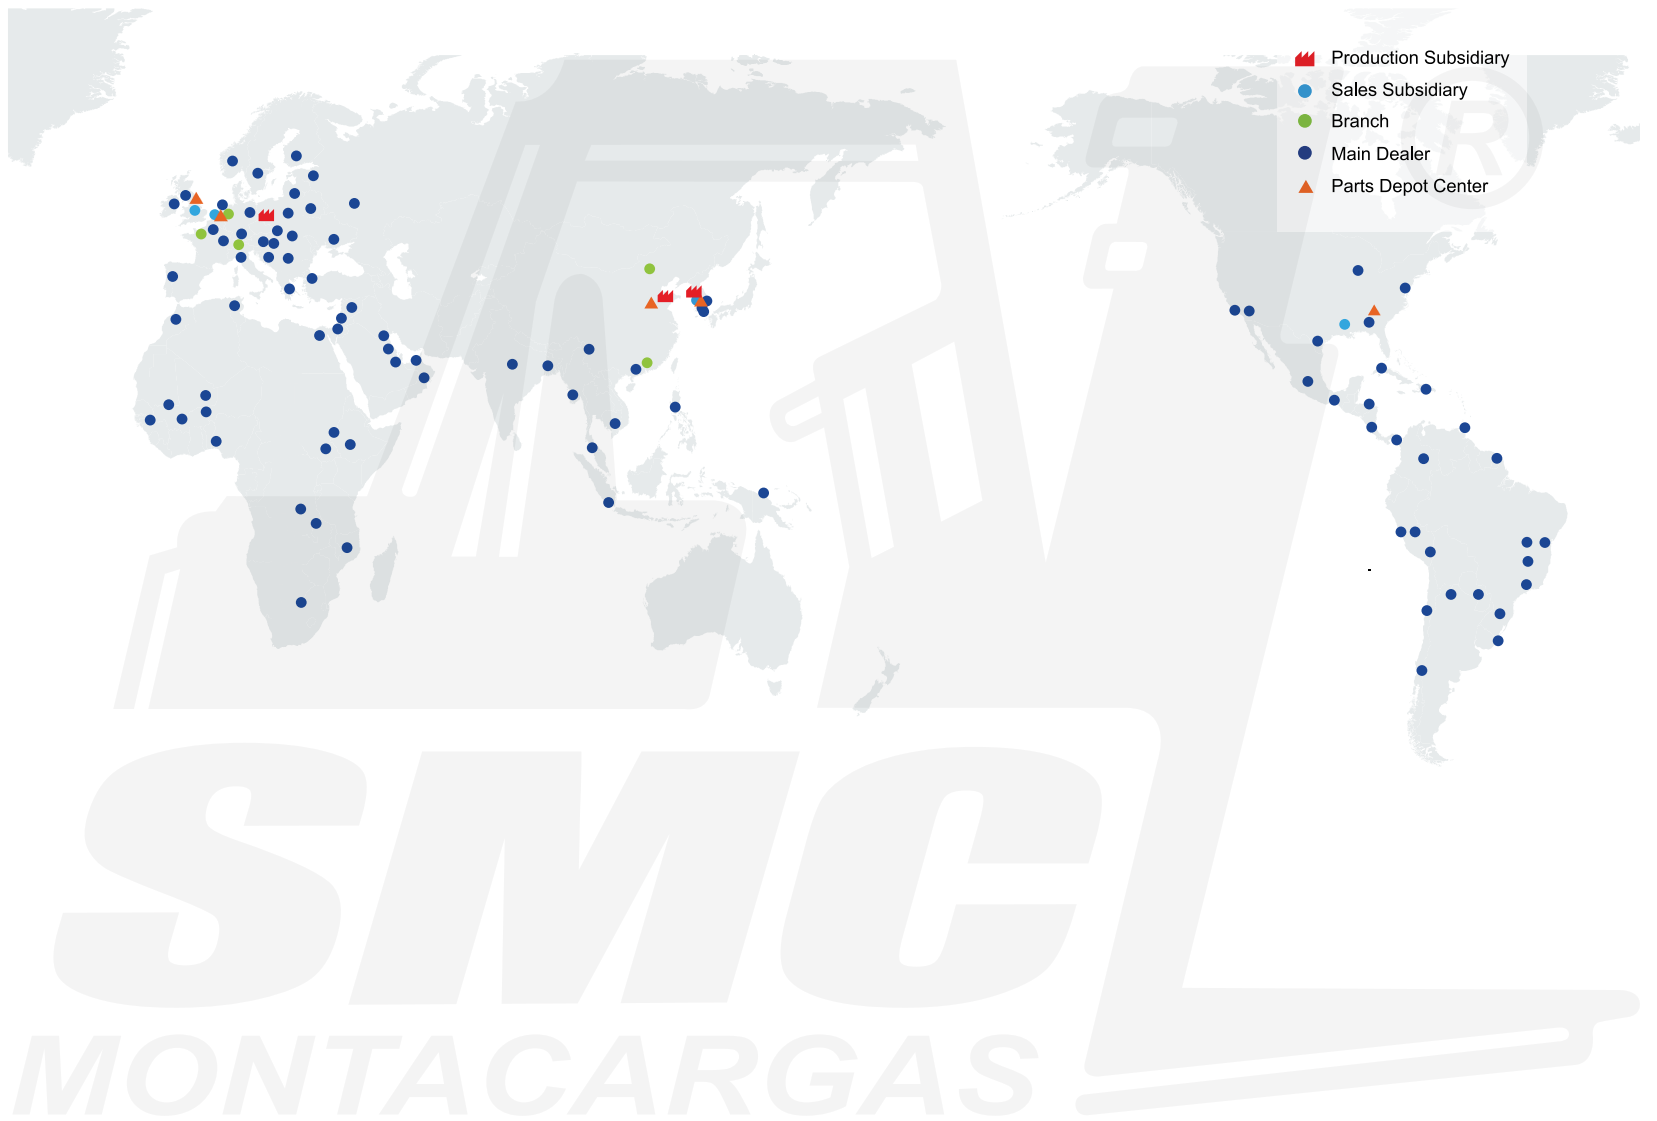 Production Subsidiary
Sales Subsidiary
Branch
Main Dealer
Parts Depot Center
®
SMC
MONTACARGAS